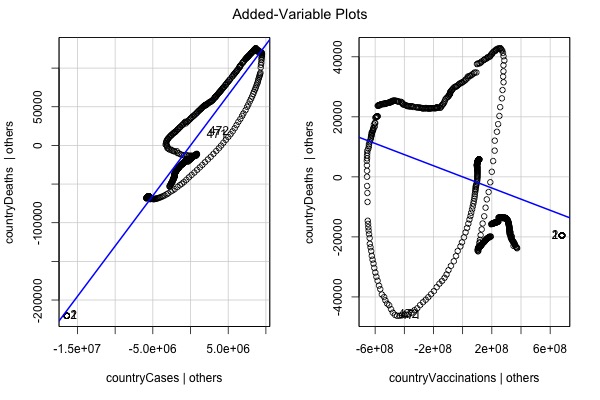 Added-Variable Plots
countryDeaths | others
50000
0
-100000
-200000
-1.5e+07
-5.0e+06
5.0e+06
countryCases | others
countryDeaths | others
40000
20000
0
-20000
-40000
-6e+08
-2e+08
2e+08
6e+08
countryVaccinations | others